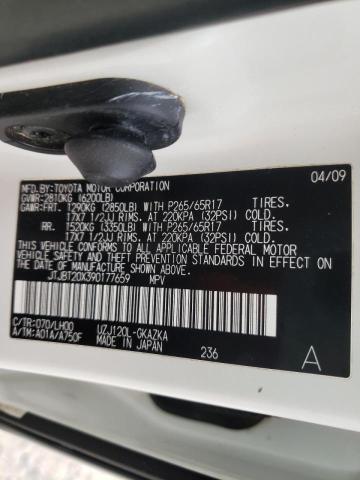 MFD.BY:TOYOTA MOTOR CORPORATION 04/09
GVWR: 2810KG (6200LB)
GAWR:FRT. 1290KG (2850LB) WITH P265/65R17 TIRES.
17X7 1/2JJ RIMS. AT 220KPA (32PSI) COLD.
RR. 1520KG (3350LB) WITH P265/65R17 TIRES.
17X7 1/2JJ RIMS. AT 220KPA (32PSI) COLD.
THIS VEHICLE CONFORMS TO ALL APPLICABLE FEDERAL MOTOR
VEHICLE SAFETY AND THEFT PREVENTION STANDARDS IN EFFECT
ON THE DATE OF MANUFACTURE SHOWN ABOVE.
JTJBT20X390177659 MPV
C/TR:070/LH00 UZJ120L-GKAZKA
A/TM:A01A/A750F MADE IN JAPAN 236 A